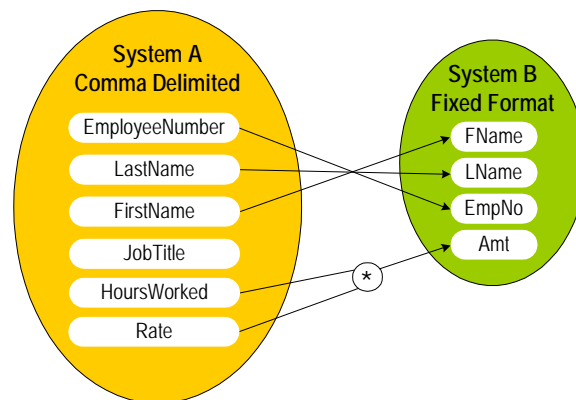 System A
Comma Delimited
EmployeeNumber
LastName
FirstName
JobTitle
HoursWorked
Rate
*
System B
Fixed Format
FName
LName
EmpNo
Amt